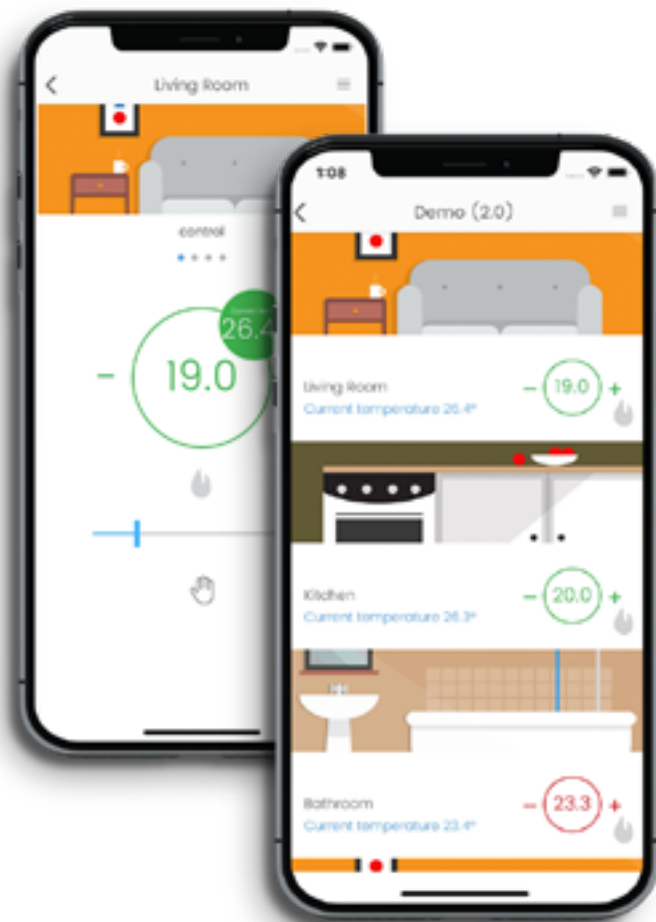 Living Room
control
26.4
-
19.0
1:08
Demo (2.0)
Living Room
Current temperature 26.4°
- 19.0 +
Kitchen
Current temperature 26.3°
- 20.0 +
Bathroom
Current temperature 23.4°
- 23.3 +